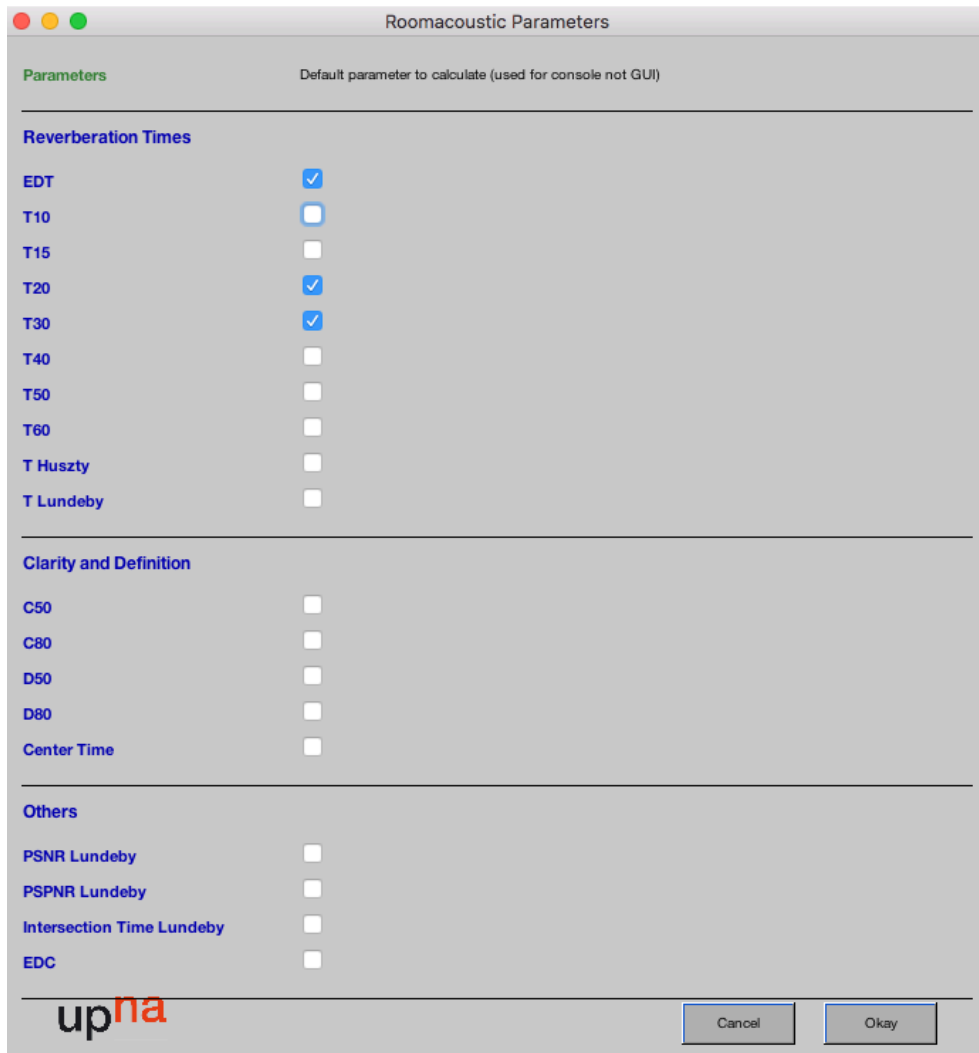 Roomacoustic Parameters
Parameters Default parameter to calculate (used for console not GUI)
Reverberation Times
EDT
T10
T15
T20
T30
T40
T50
T60
T Huszty
T Lundeby
Clarity and Definition
C50
C80
D50
D80
Center Time
Others
PSNR Lundeby
PSPNR Lundeby
Intersection Time Lundeby
EDC
upna
Cancel Okay